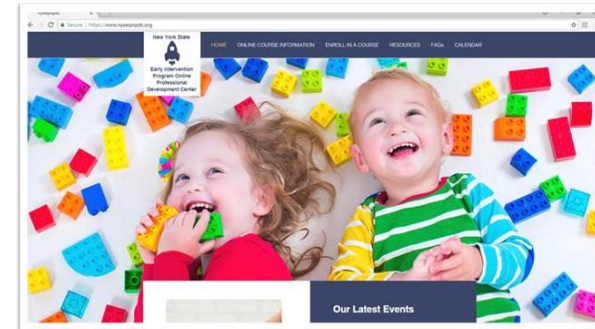 Secure https://www.nyseipopdc.org
New York State
HOME ONLINE COURSE INFORMATION ENROLL IN A COURSE RESOURCES FAQs CALENDAR
Early Intervention
Program Online
Professional
Development Center
Our Latest Events